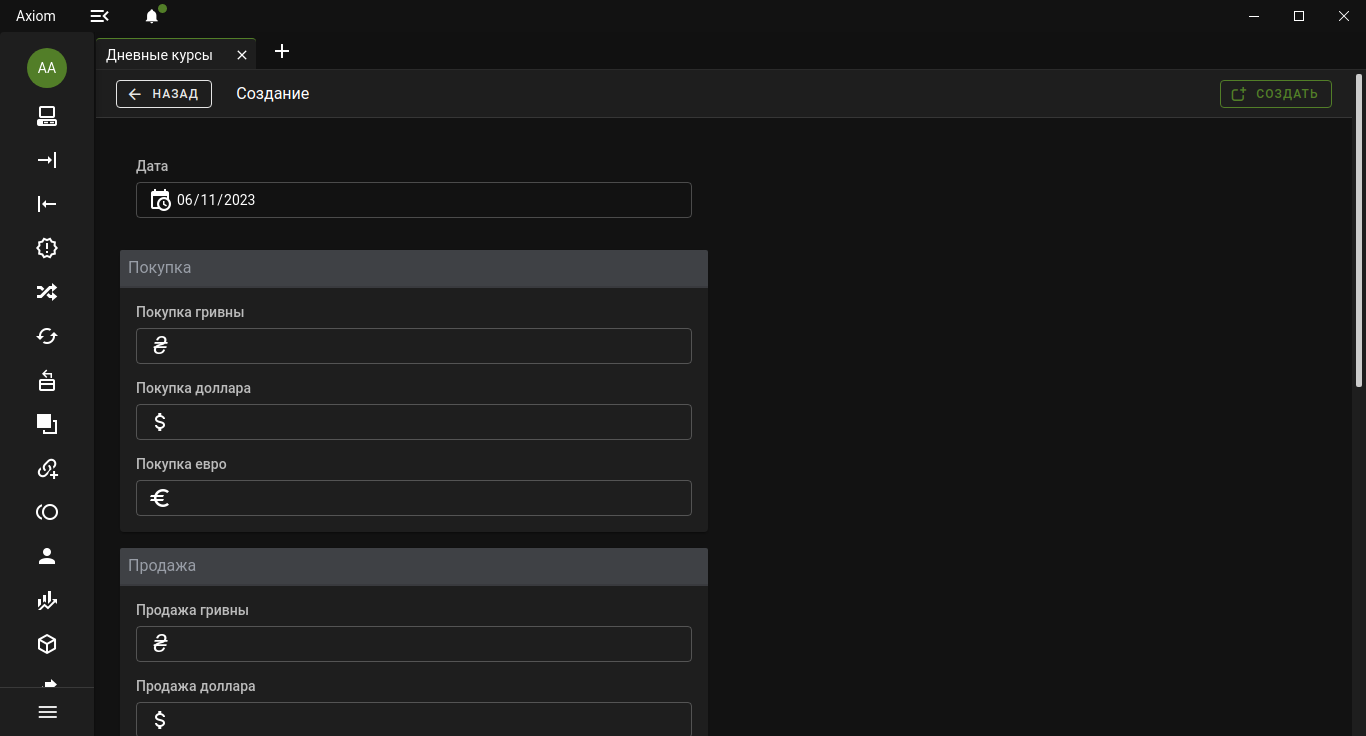 Axiom
AA
Дневные курсы
НАЗАД
Создание
СОЗДАТЬ
Дата
06/11/2023
Покупка
Покупка гривны
₴
Покупка доллара
$
Покупка евро
€
Продажа
Продажа гривны
₴
Продажа доллара
$